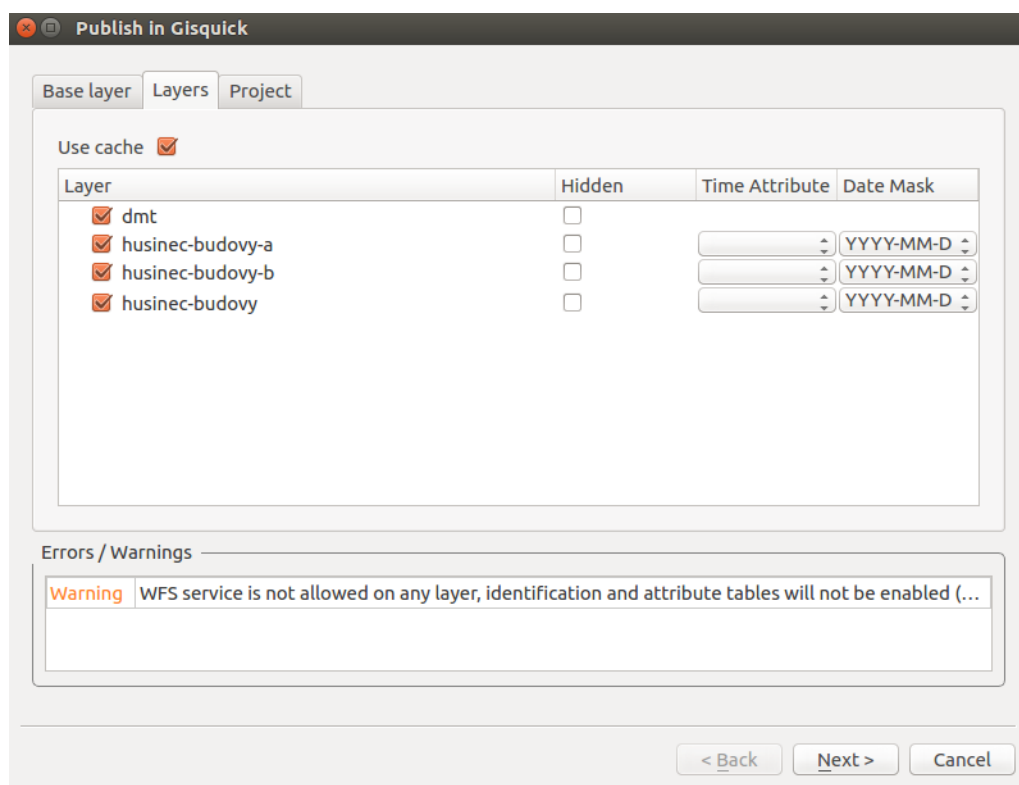 Publish in Gisquick
Base layer Layers Project
Use cache
Layer Hidden Time Attribute Date Mask
dmt
husinec-budovy-a YYYY-MM-D
husinec-budovy-b YYYY-MM-D
husinec-budovy YYYY-MM-D
Errors / Warnings
Warning WFS service is not allowed on any layer, identification and attribute tables will not be enabled (...
< Back Next > Cancel